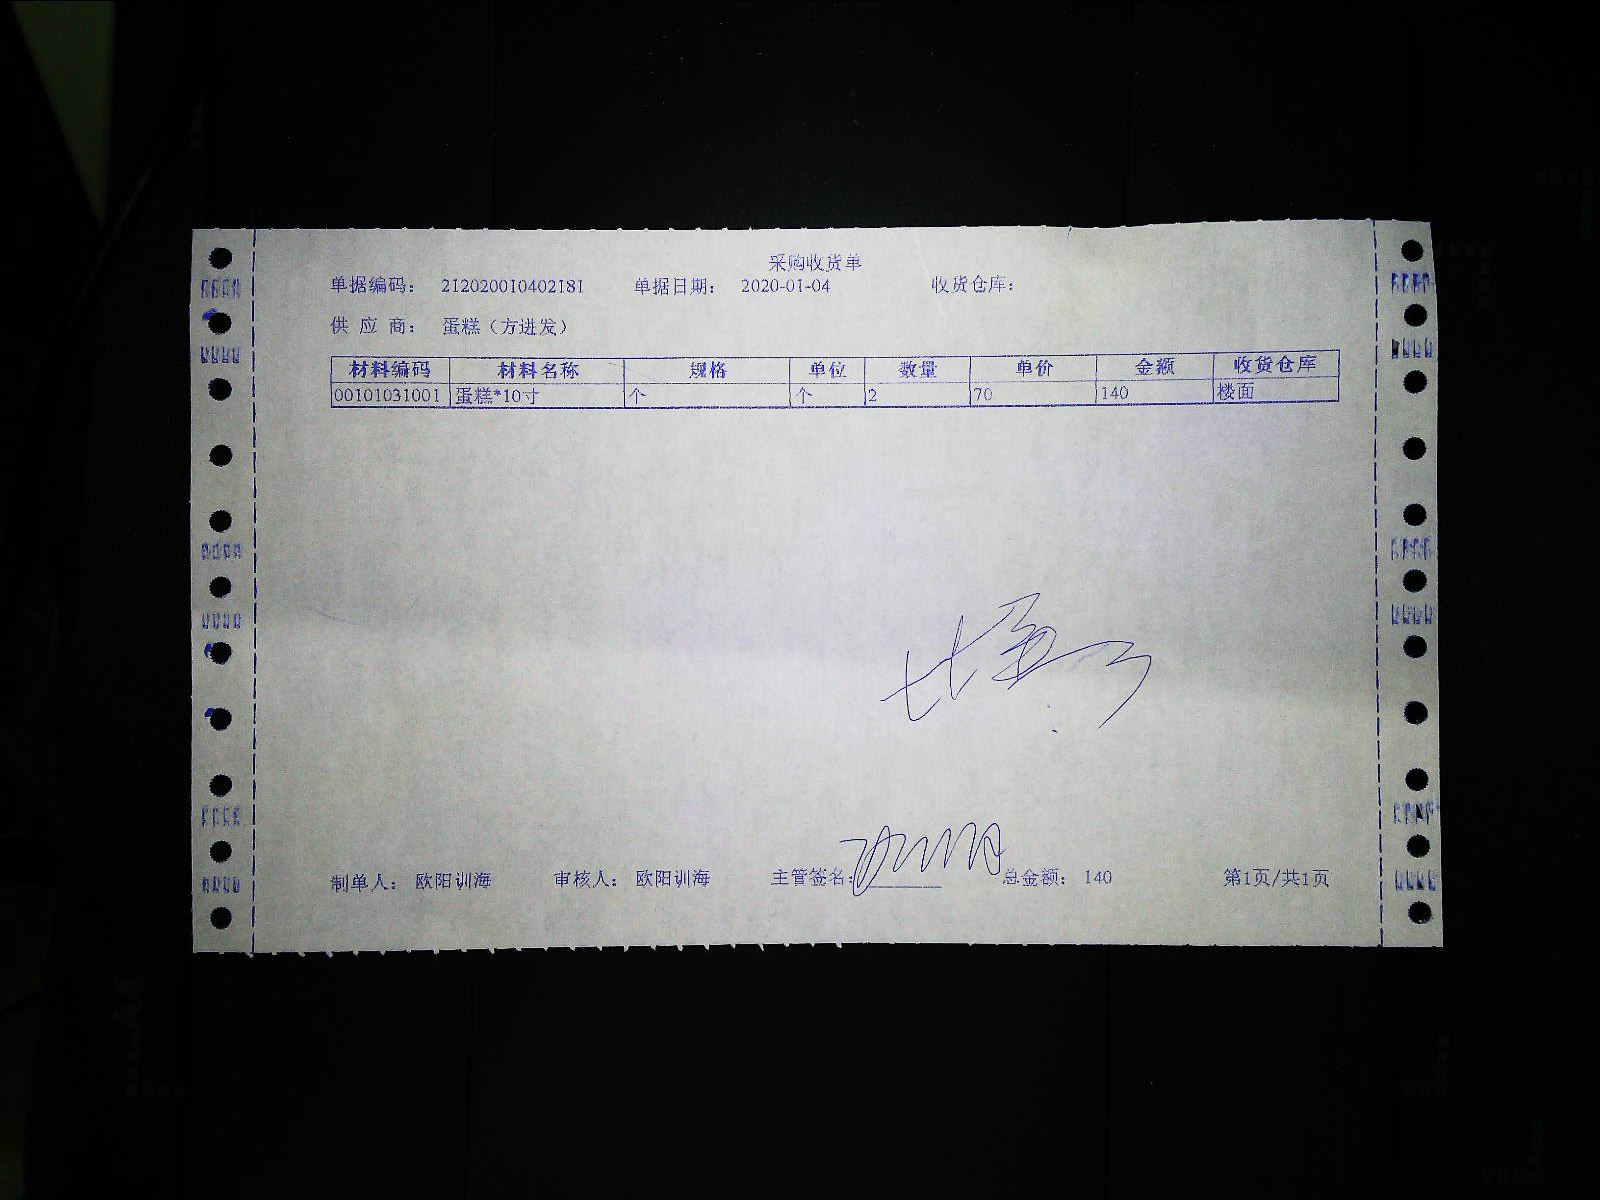 采购收货单
单据编码： 212020010402181 单据日期： 2020-01-04 收货仓库：
供 应 商： 蛋糕（方进发）
材料编码 材料名称 规格 单位 数量 单价 金额 收货仓库
00101031001 蛋糕*10寸 个 个 2 70 140 楼面
制单人： 欧阳训海 审核人： 欧阳训海 主管签名： 总金额： 140 第1页/共1页